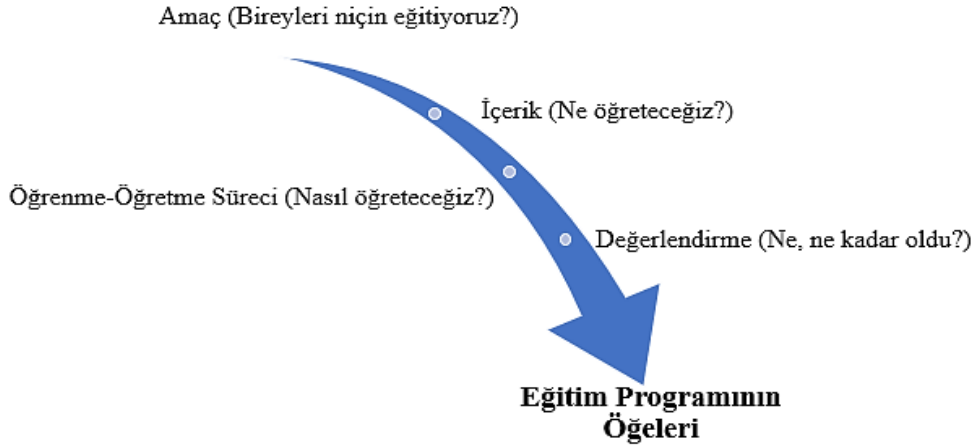 Amaç (Bireyleri niçin eğitiyoruz?)
İçerik (Ne öğreteceğiz?)
Öğrenme-Öğretme Süreci (Nasıl öğreteceğiz?)
Değerlendirme (Ne, ne kadar oldu?)
Eğitim Programının
Öğeleri